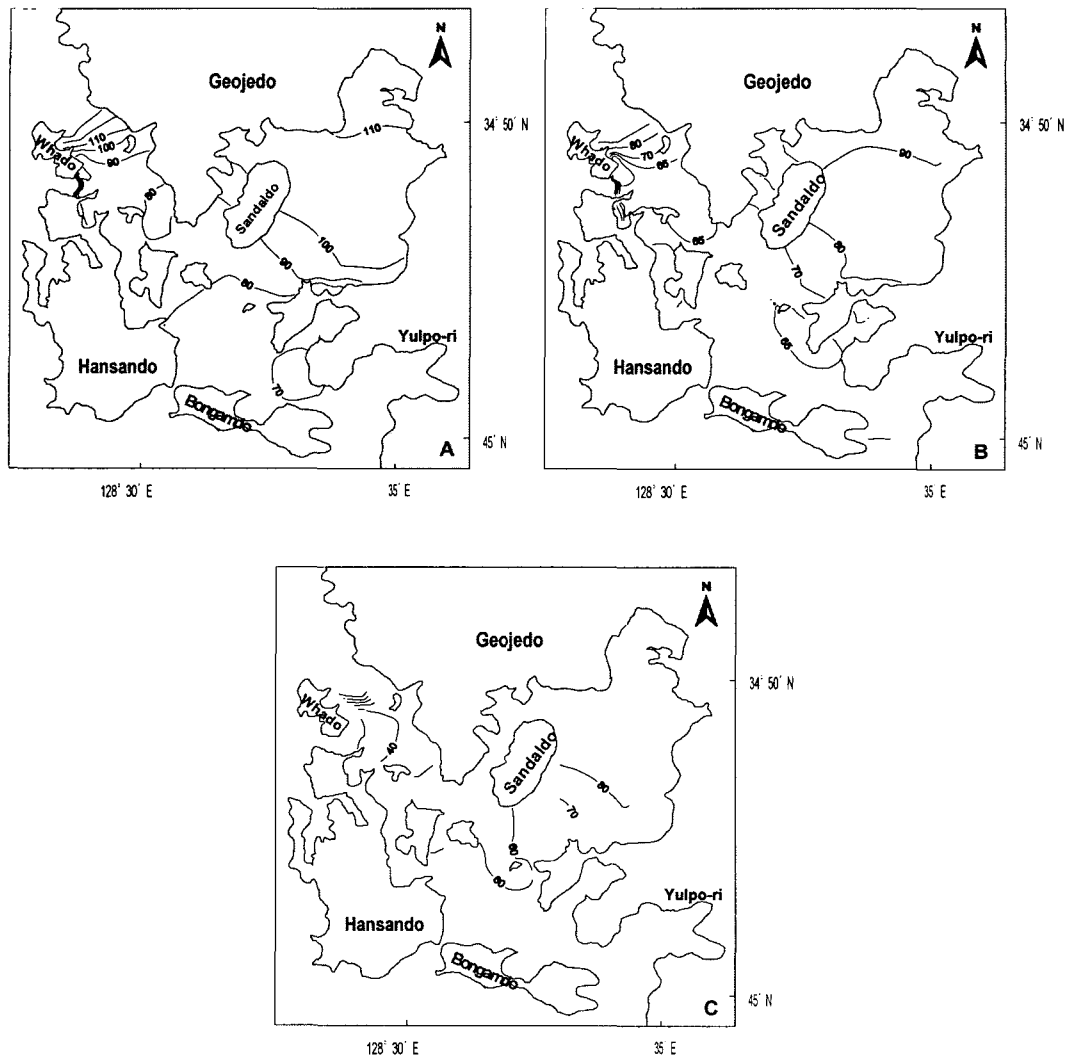 N
N
Geojedo
Geojedo
34° 50′ N
110
110
100
90
Whado
80
Sandaldo
100
90
80
70
Hansando
Yulpo-ri
Bongamdo
A
45′ N
128° 30′ E
35 E
80
70
65
Whado
90
Sandaldo
65
80
70
65
Hansando
Yulpo-ri
Bongamdo
B
45′ N
128° 30′ E
35′ E
N
Geojedo
34° 50′ N
Whado
40
Sandaldo
80
70
60
60
Hansando
Yulpo-ri
Bongamdo
C
45′ N
128° 30′ E
35′ E